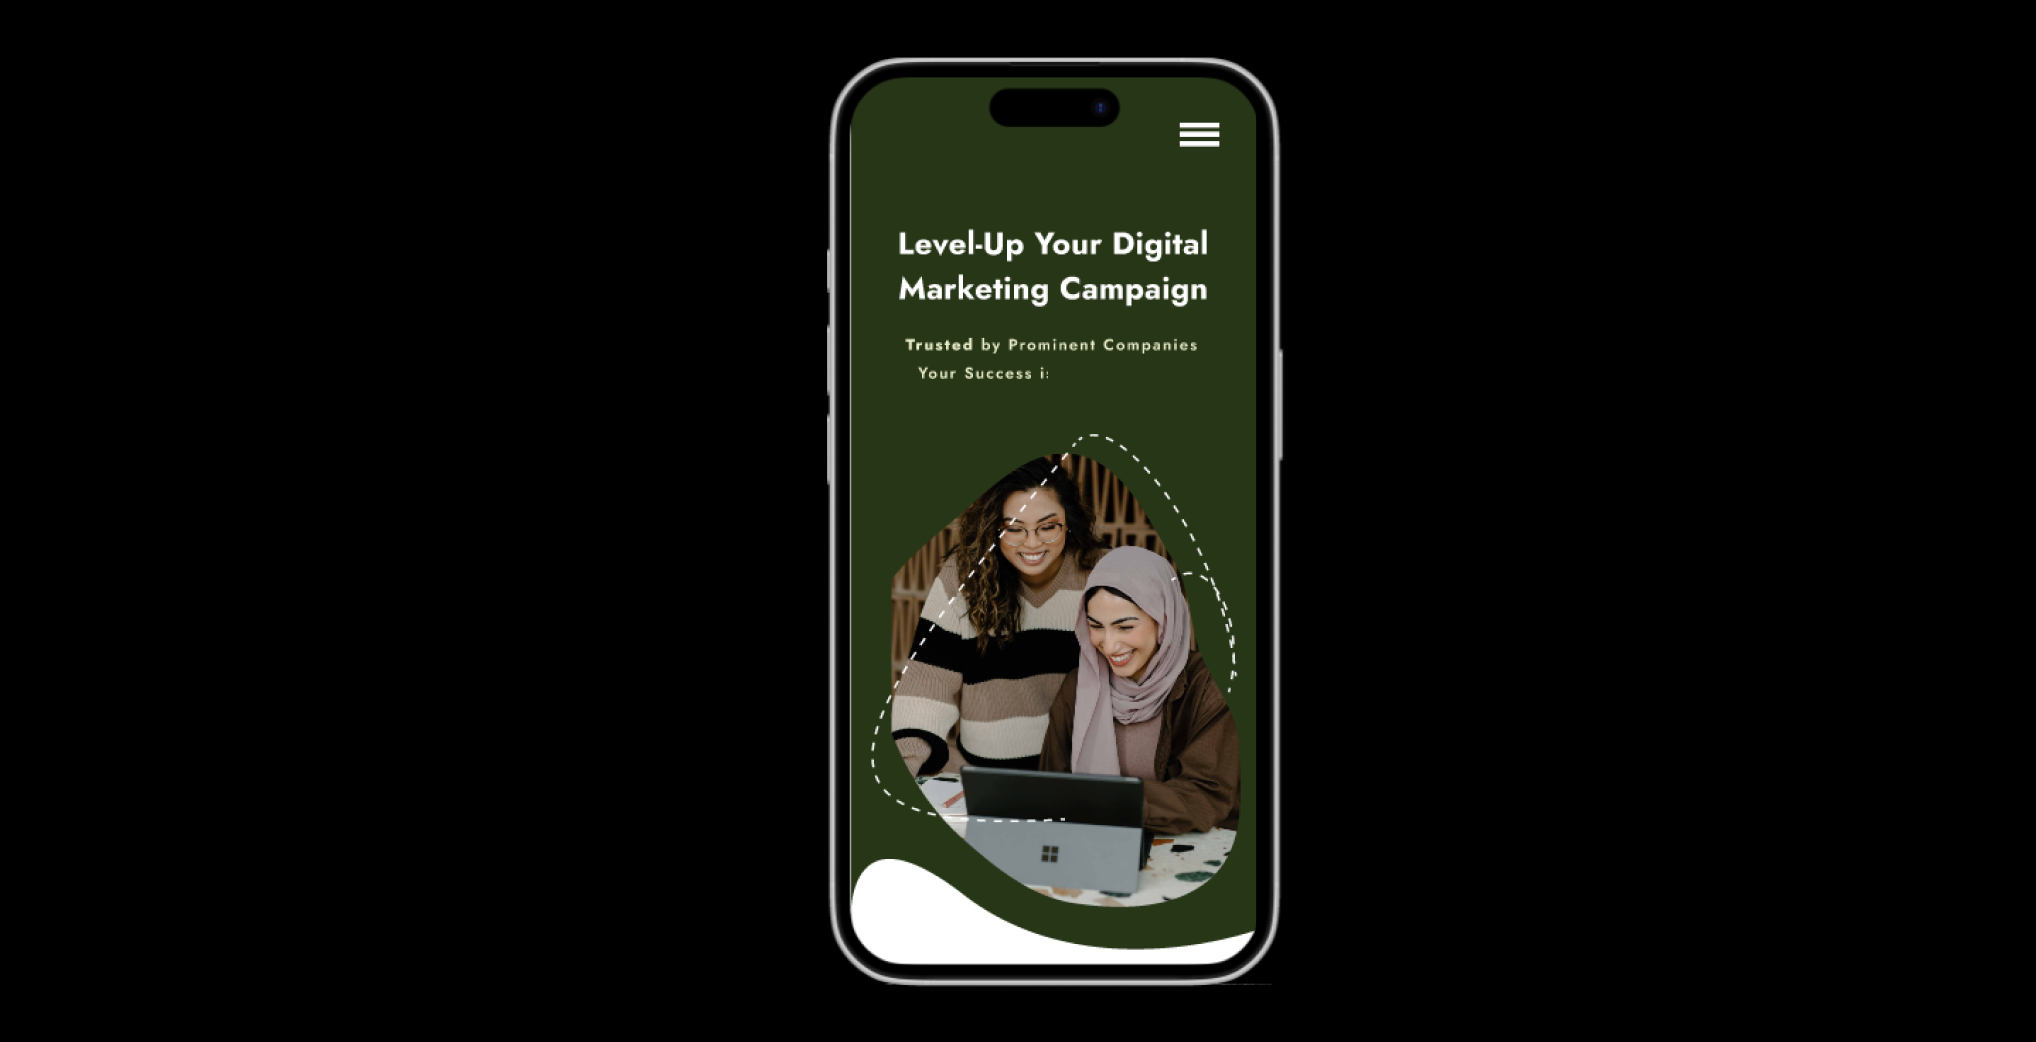 Level-Up Your Digital
Marketing Campaign
Trusted by Prominent Companies
Your Success